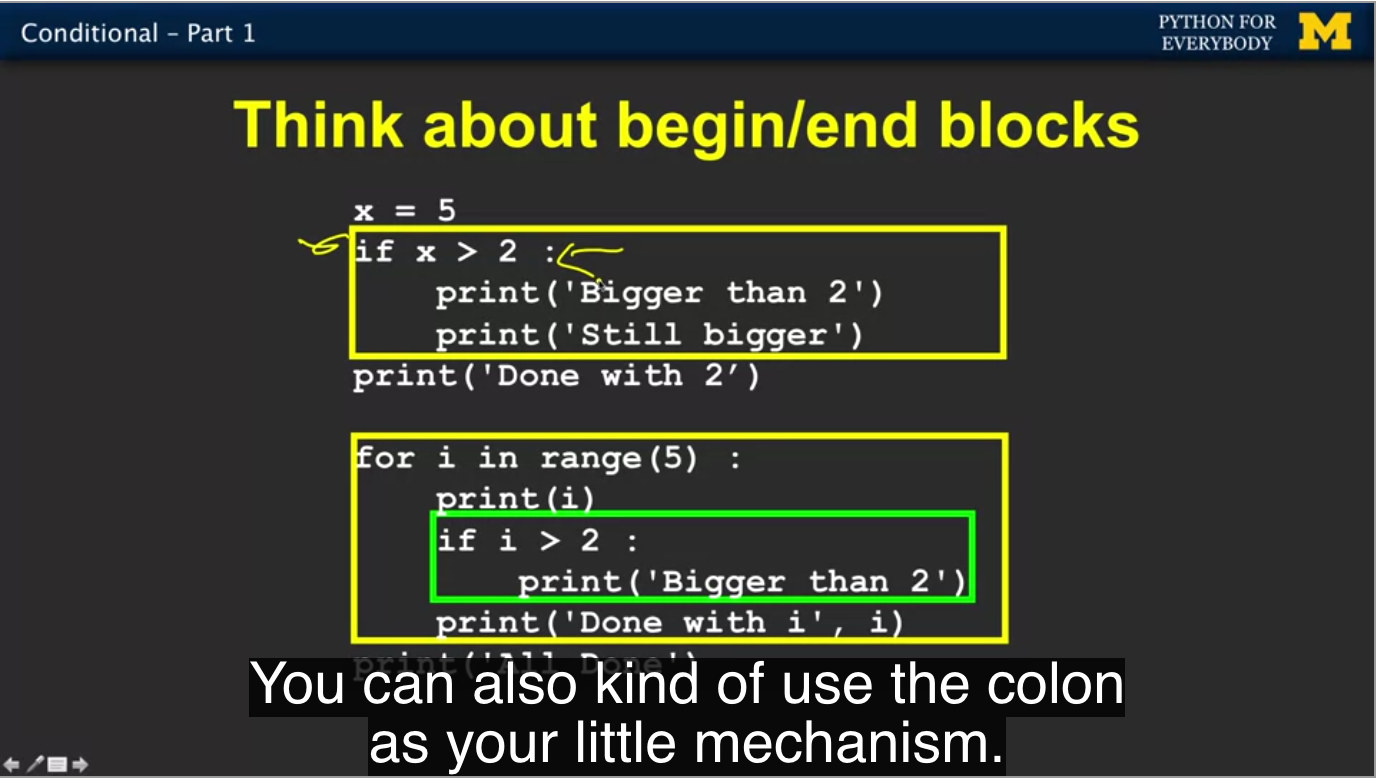 Conditional – Part 1
PYTHON FOR
EVERYBODY
M
Think about begin/end blocks
x = 5
if x > 2 :
    print('Bigger than 2')
    print('Still bigger')
print('Done with 2’)
for i in range(5) :
    print(i)
    if i > 2 :
        print('Bigger than 2')
    print('Done with i', i)
print('All Done')
You can also kind of use the colon
as your little mechanism.